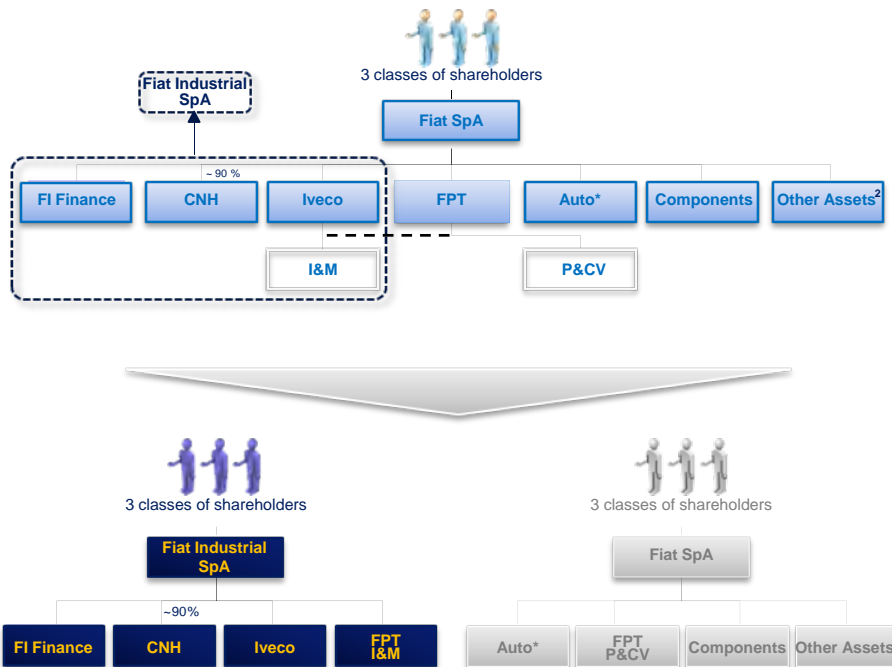 3 classes of shareholders
Fiat Industrial
SpA
Fiat SpA
~ 90 %
FI Finance
CNH
Iveco
FPT
Auto*
Components
Other Assets2
I&M
P&CV
3 classes of shareholders
3 classes of shareholders
Fiat Industrial
SpA
Fiat SpA
~90%
FI Finance
CNH
Iveco
FPT
I&M
Auto*
FPT
P&CV
Components
Other Assets